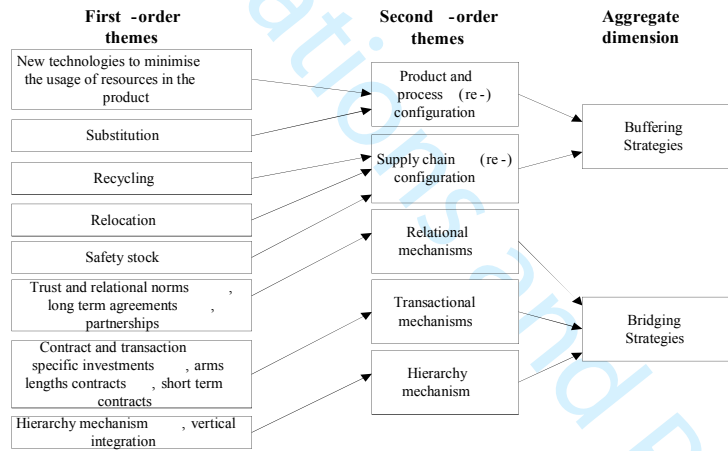 First -order
themes
Second -order
themes
Aggregate
dimension
New technologies to minimise
the usage of resources in the
product
Substitution
Recycling
Relocation
Safety stock
Trust and relational norms ,
long term agreements ,
partnerships
Contract and transaction
specific investments , arms
lengths contracts , short term
contracts
Hierarchy mechanism , vertical
integration
Product and
process (re-)
configuration
Supply chain (re-)
configuration
Relational
mechanisms
Transactional
mechanisms
Hierarchy
mechanism
Buffering
Strategies
Bridging
Strategies
ations and